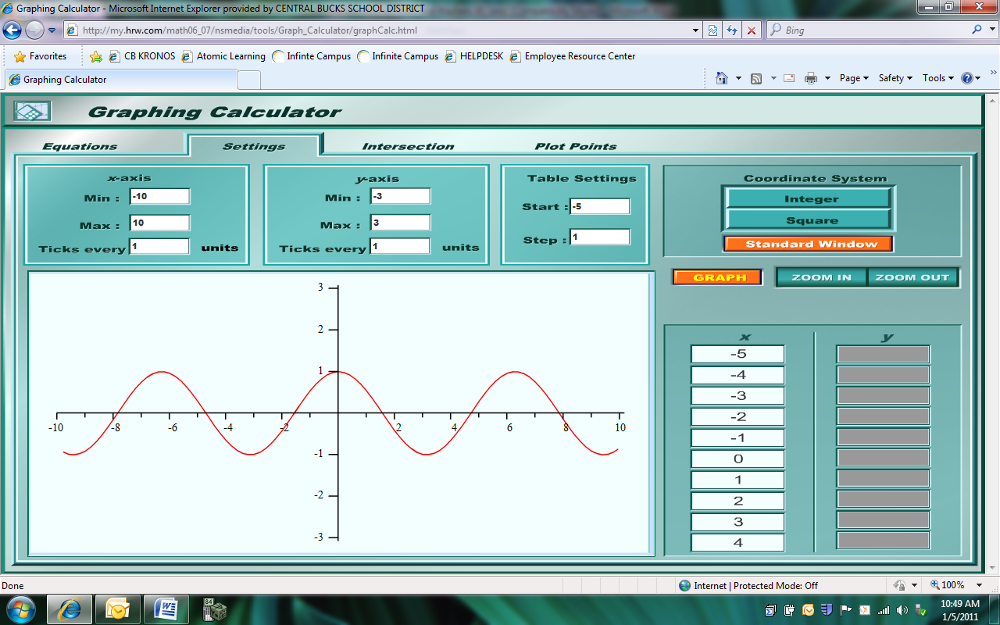 Graphing Calculator - Microsoft Internet Explorer provided by CENTRAL BUCKS SCHOOL DISTRICT
http://my.hrw.com/math06_07/nsmedia/tools/Graph_Calculator/graphCalc.html
Bing
Favorites CB KRONOS Atomic Learning Infinte Campus Infinite Campus HELPDESK Employee Resource Center
Graphing Calculator
Page Safety Tools
Graphing Calculator
Equations Settings Intersection Plot Points
x-axis
Min : -10
Max : 10
Ticks every 1 units
y-axis
Min : -3
Max : 3
Ticks every 1 units
Table Settings
Start : -5
Step : 1
Coordinate System
Integer
Square
Standard Window
GRAPH ZOOM IN ZOOM OUT
3
2
1
-10 -8 -6 -4 -2 2 4 6 8 10
-1
-2
-3
x y
-5
-4
-3
-2
-1
0
1
2
3
4
Done Internet | Protected Mode: Off 100%
84
10:49 AM
1/5/2011